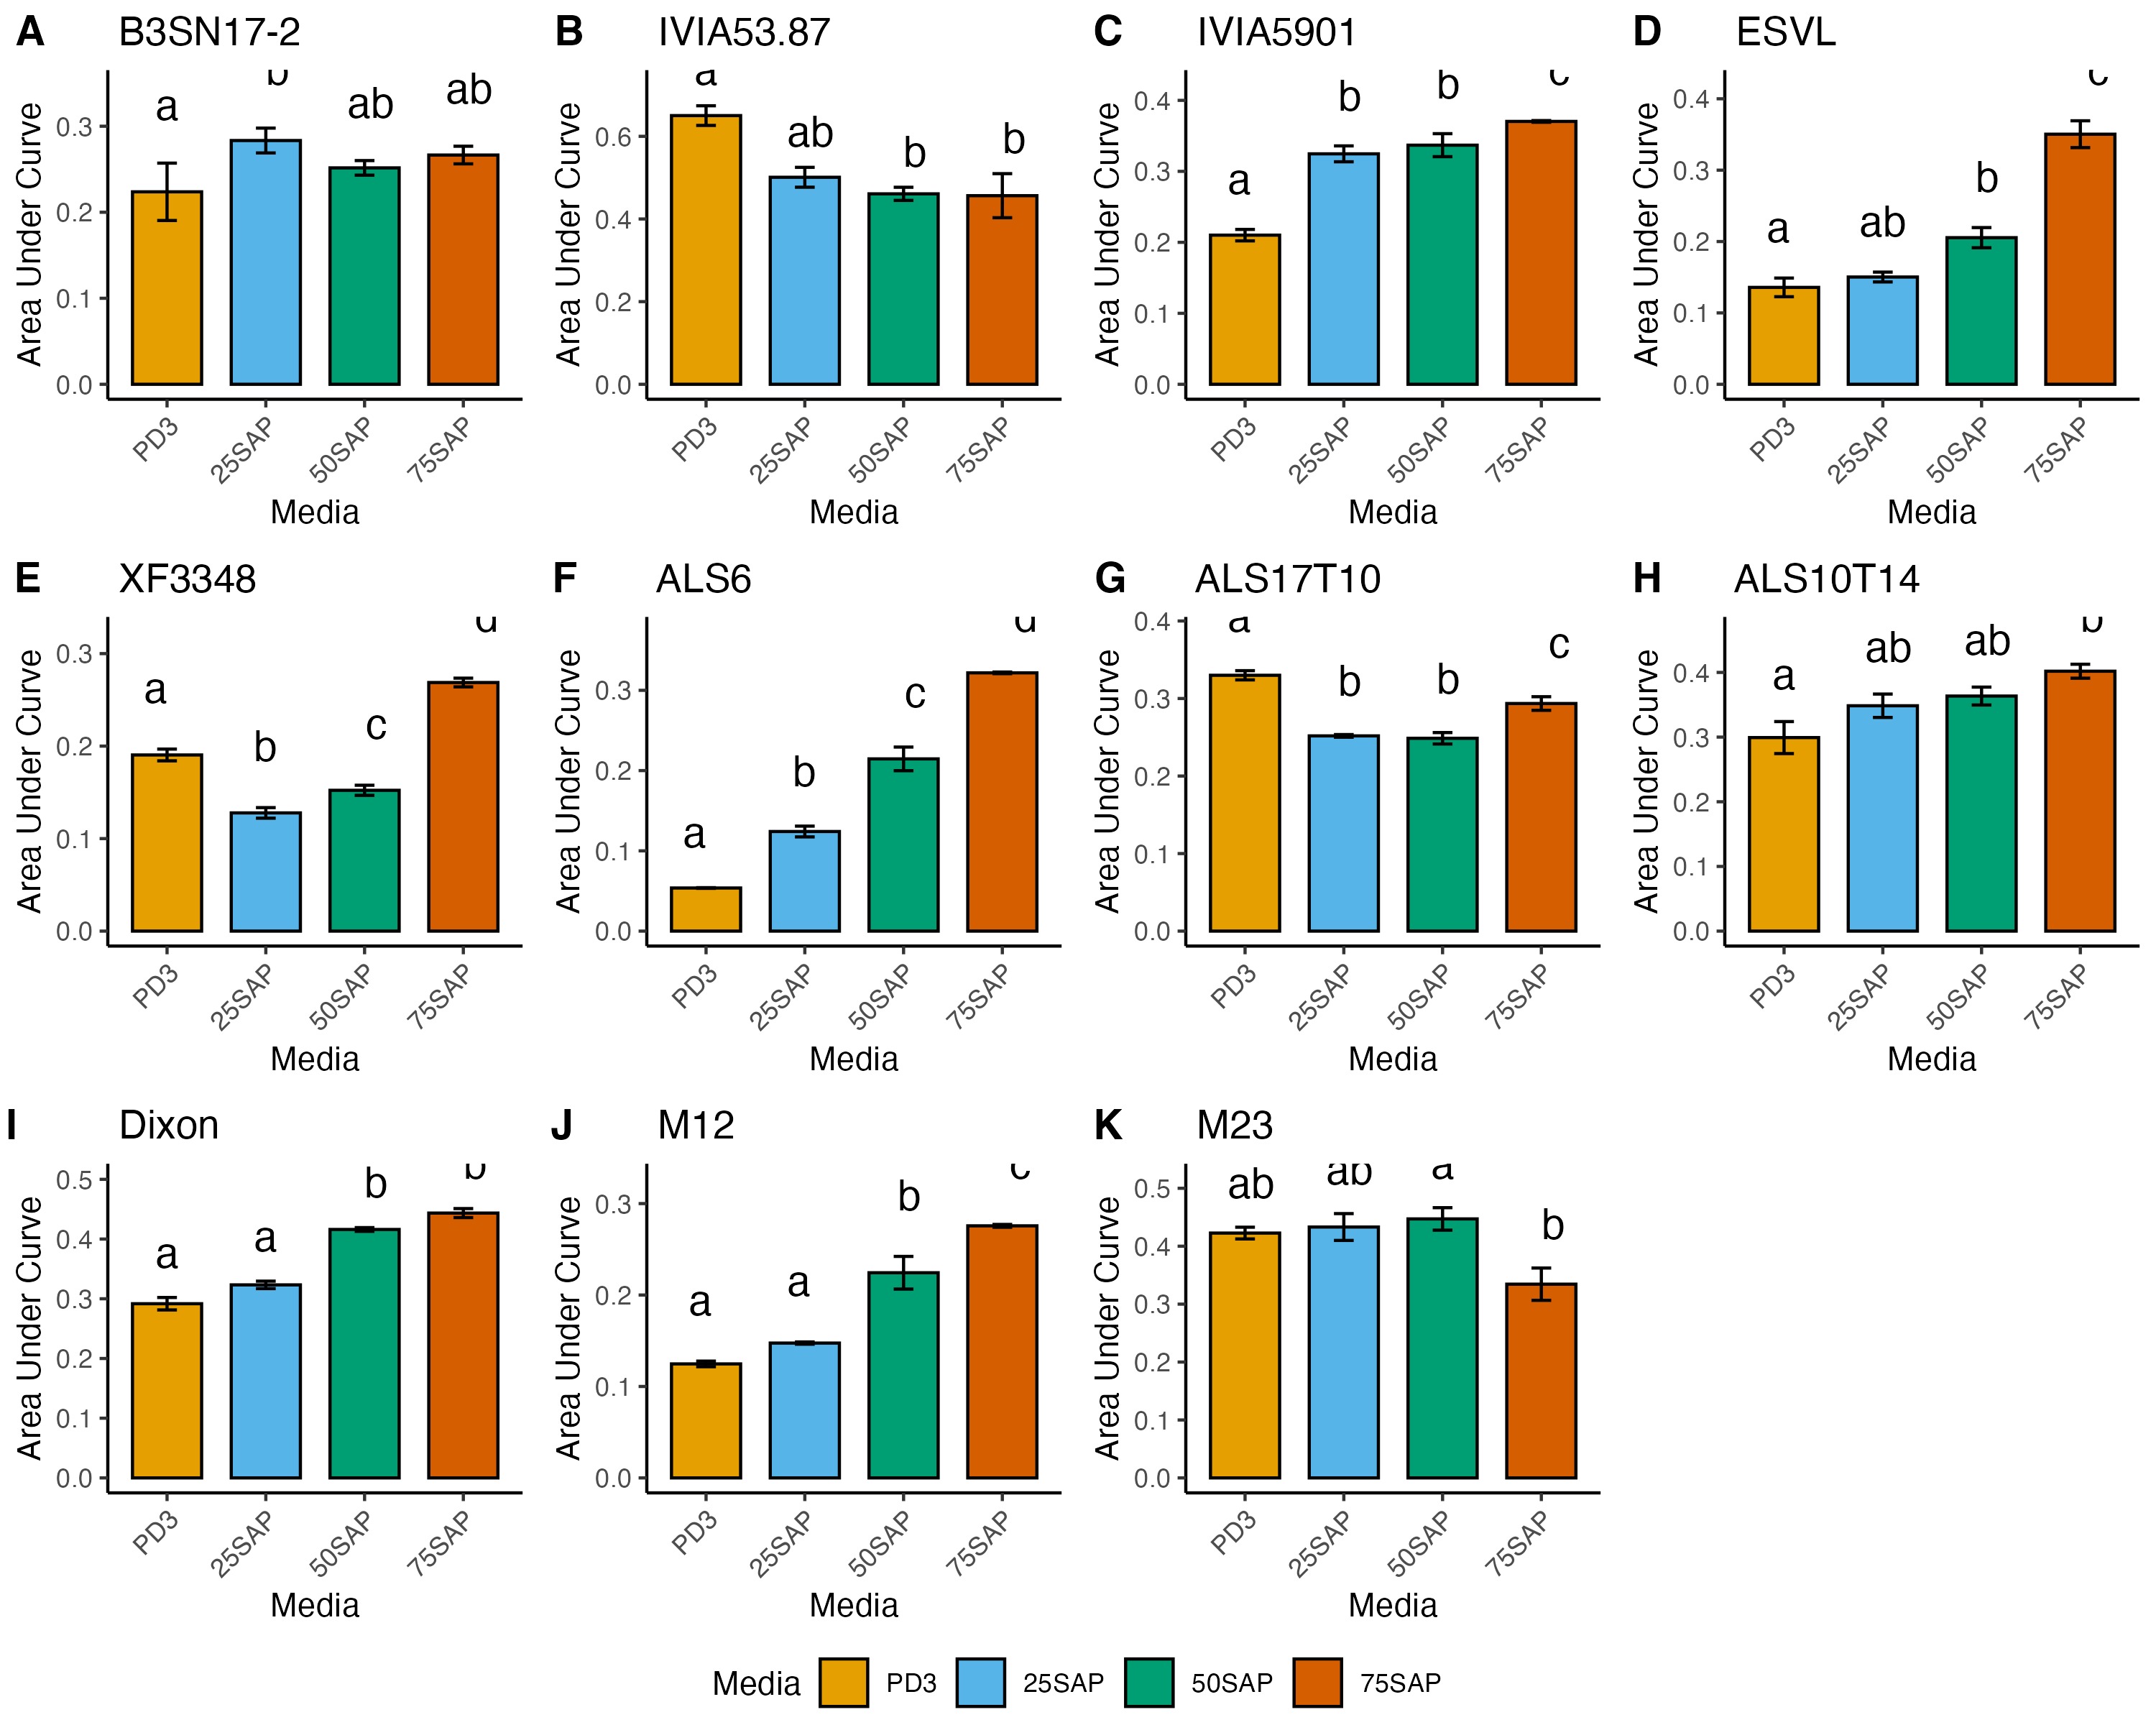 A B3SN17-2
B IVIA53.87
C IVIA5901
D ESVL
Area Under Curve
0.3
0.2
0.1
0.0
a b ab ab
PD3 25SAP 50SAP 75SAP
Media
Area Under Curve
0.6
0.4
0.2
0.0
a ab b b
PD3 25SAP 50SAP 75SAP
Media
Area Under Curve
0.4
0.3
0.2
0.1
0.0
a b b c
PD3 25SAP 50SAP 75SAP
Media
Area Under Curve
0.4
0.3
0.2
0.1
0.0
a ab b c
PD3 25SAP 50SAP 75SAP
Media
E XF3348
F ALS6
G ALS17T10
H ALS10T14
Area Under Curve
0.3
0.2
0.1
0.0
a b c d
PD3 25SAP 50SAP 75SAP
Media
Area Under Curve
0.3
0.2
0.1
0.0
a b c d
PD3 25SAP 50SAP 75SAP
Media
Area Under Curve
0.4
0.3
0.2
0.1
0.0
a b b c
PD3 25SAP 50SAP 75SAP
Media
Area Under Curve
0.4
0.3
0.2
0.1
0.0
a ab ab b
PD3 25SAP 50SAP 75SAP
Media
I Dixon
J M12
K M23
Area Under Curve
0.5
0.4
0.3
0.2
0.1
0.0
a a b b
PD3 25SAP 50SAP 75SAP
Media
Area Under Curve
0.3
0.2
0.1
0.0
a a b c
PD3 25SAP 50SAP 75SAP
Media
Area Under Curve
0.5
0.4
0.3
0.2
0.1
0.0
ab ab a b
PD3 25SAP 50SAP 75SAP
Media
Media PD3 25SAP 50SAP 75SAP